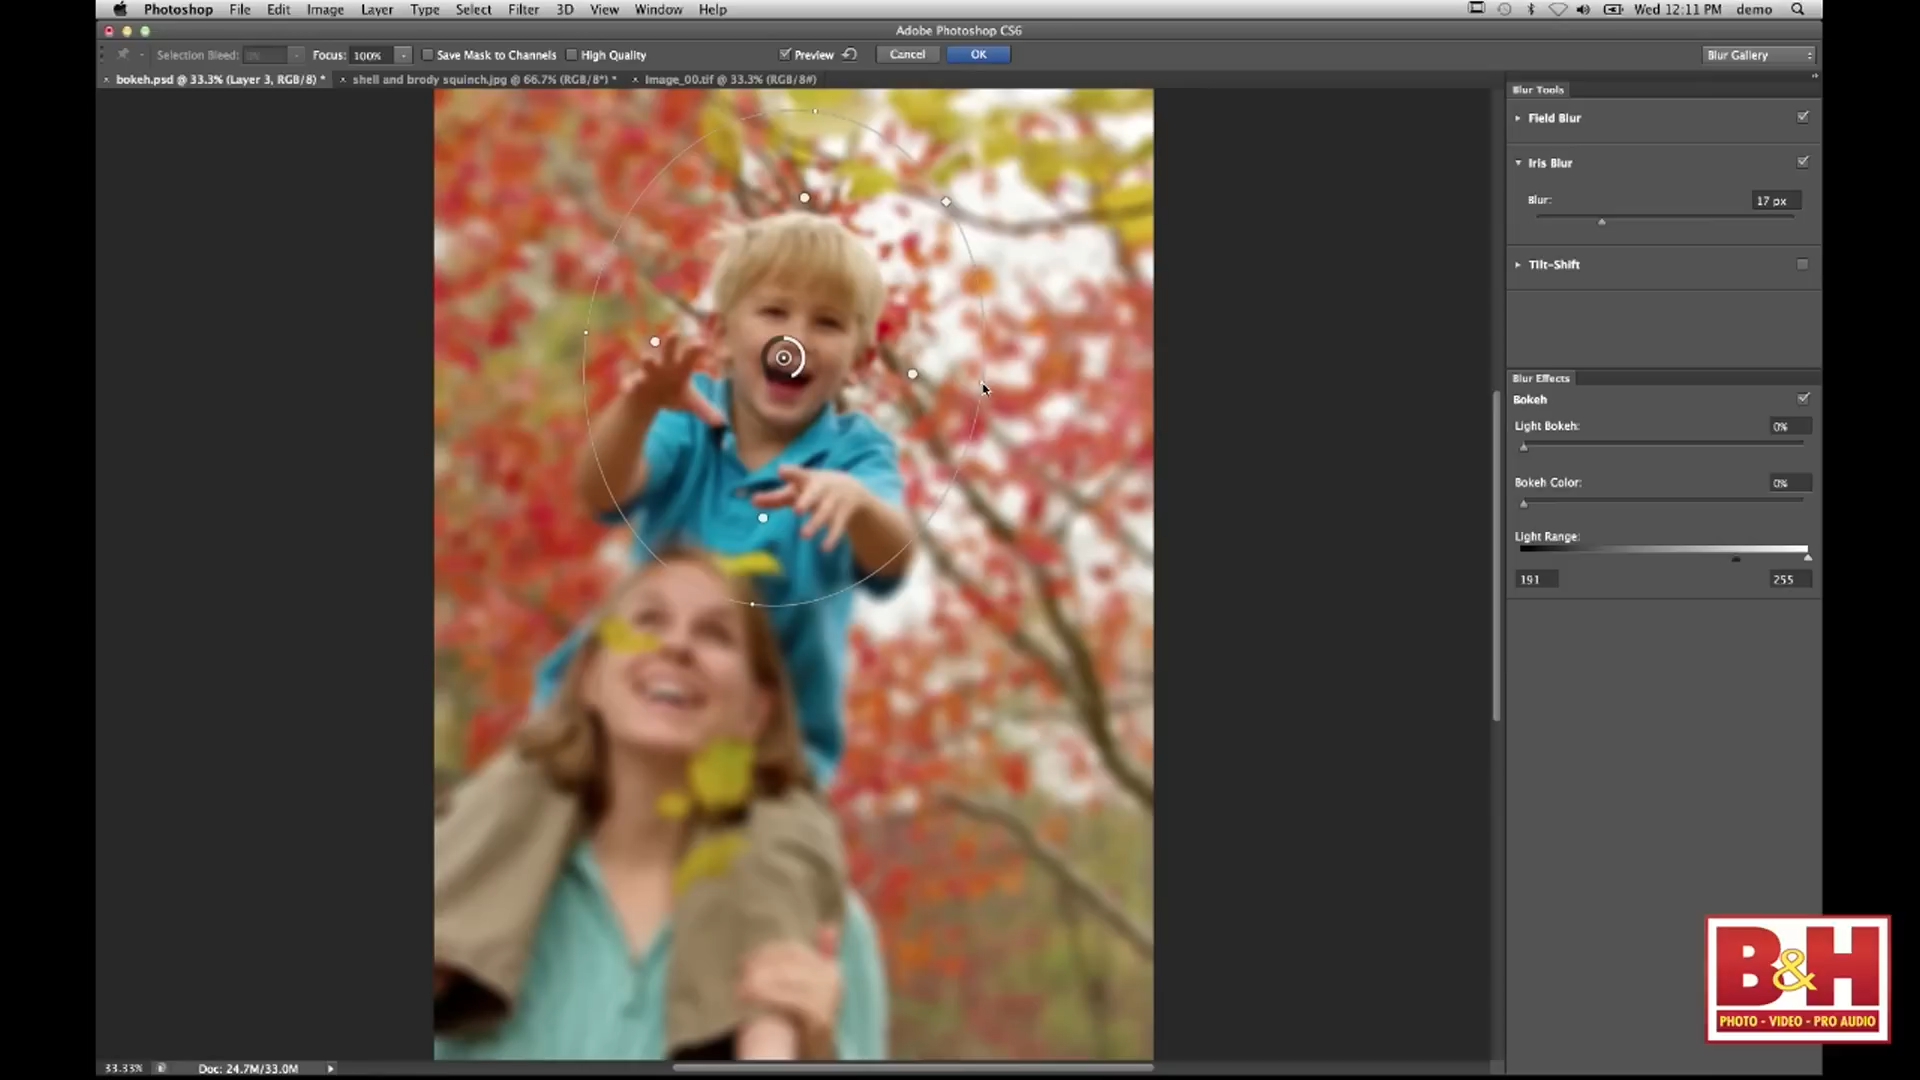 Photoshop File Edit Image Layer Type Select Filter 3D View Window Help Wed 12:11 PM demo
Adobe Photoshop CS6
Selection Bleed: 0% Focus: 100% Save Mask to Channels High Quality Preview Cancel OK Blur Gallery
bokeh.psd @ 33.3% (Layer 3, RGB/8) * shell and brody squinch.jpg @ 66.7% (RGB/8*) * Image_00.tif @ 33.3% (RGB/8#)
Blur Tools
Field Blur
Iris Blur
Blur: 17 px
Tilt-Shift
Blur Effects
Bokeh
Light Bokeh: 0%
Bokeh Color: 0%
Light Range:
191 255
B&H
PHOTO - VIDEO - PRO AUDIO
33.33% Doc: 24.7M/33.0M